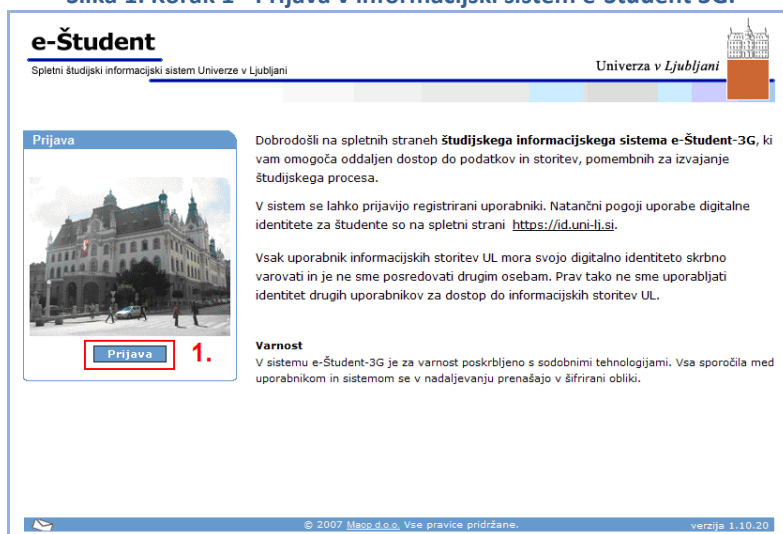 Slika 1: Korak 1 - Prijava v informacijski sistem e-Študent 3G.
e-Študent
Spletni študijski informacijski sistem Univerze v Ljubljani
Univerza v Ljubljani
Prijava
Dobrodošli na spletnih straneh študijskega informacijskega sistema e-Študent-3G, ki
vam omogoča oddaljen dostop do podatkov in storitev, pomembnih za izvajanje
študijskega procesa.
V sistem se lahko prijavijo registrirani uporabniki. Natančni pogoji uporabe digitalne
identitete za študente so na spletni strani https://id.uni-lj.si.
Vsak uporabnik informacijskih storitev UL mora svojo digitalno identiteto skrbno
varovati in je ne sme posredovati drugim osebam. Prav tako ne sme uporabljati
identitet drugih uporabnikov za dostop do informacijskih storitev UL.
Prijava 1.
Varnost
V sistemu e-Študent-3G je za varnost poskrbljeno s sodobnimi tehnologijami. Vsa sporočila med
uporabnikom in sistemom se v nadaljevanju prenašajo v šifrirani obliki.
© 2007 Maop d.o.o. Vse pravice pridržane.
verzija 1.10.20